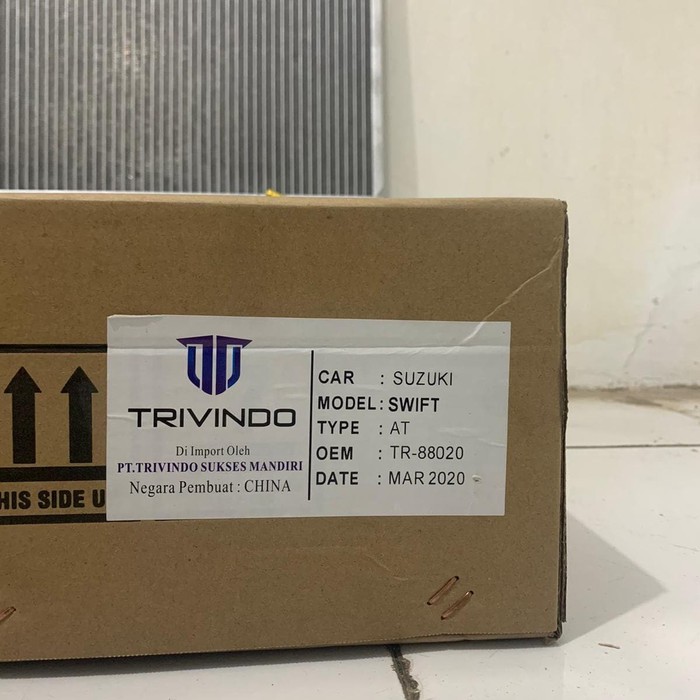 TRIVINDO
Di Import Oleh
PT.TRIVINDO SUKSES MANDIRI
Negara Pembuat : CHINA
CAR : SUZUKI
MODEL : SWIFT
TYPE : AT
OEM : TR-88020
DATE : MAR 2020
THIS SIDE U